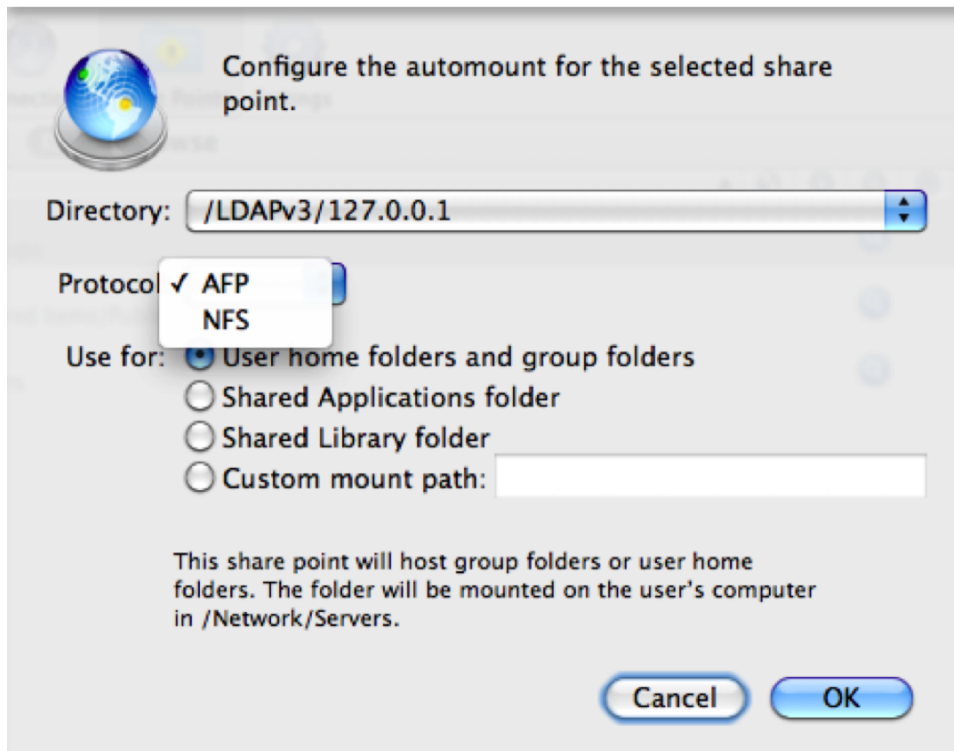 Configure the automount for the selected share
point.
Directory: /LDAPv3/127.0.0.1
Protocol ✓ AFP
NFS
Use for: User home folders and group folders
Shared Applications folder
Shared Library folder
Custom mount path:
This share point will host group folders or user home
folders. The folder will be mounted on the user's computer
in /Network/Servers.
Cancel OK